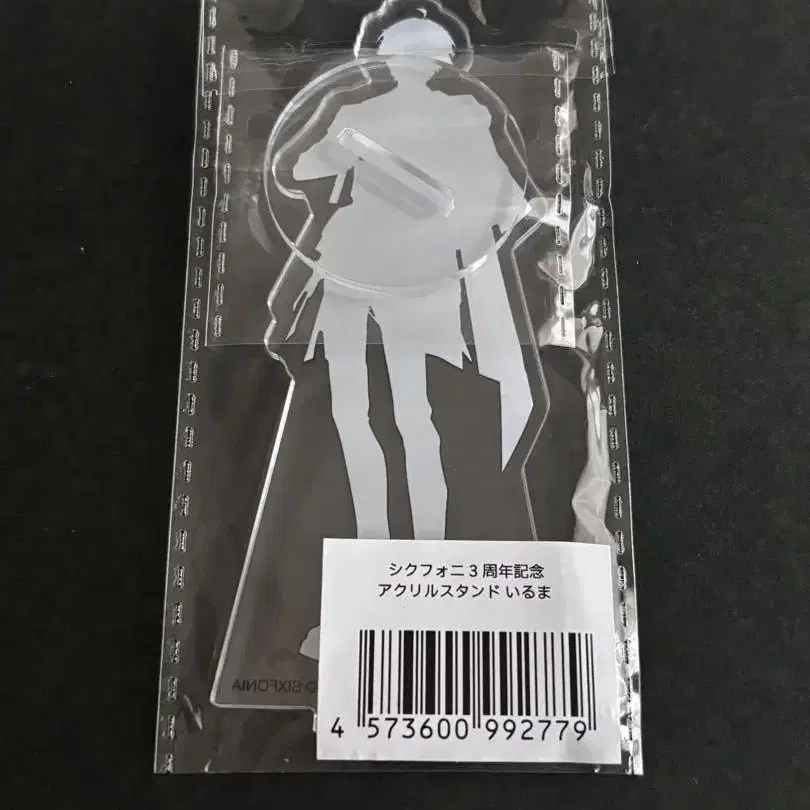 シクフォニ3周年記念
アクリルスタンド いるま
4 573600 992779
© SIXFONIA